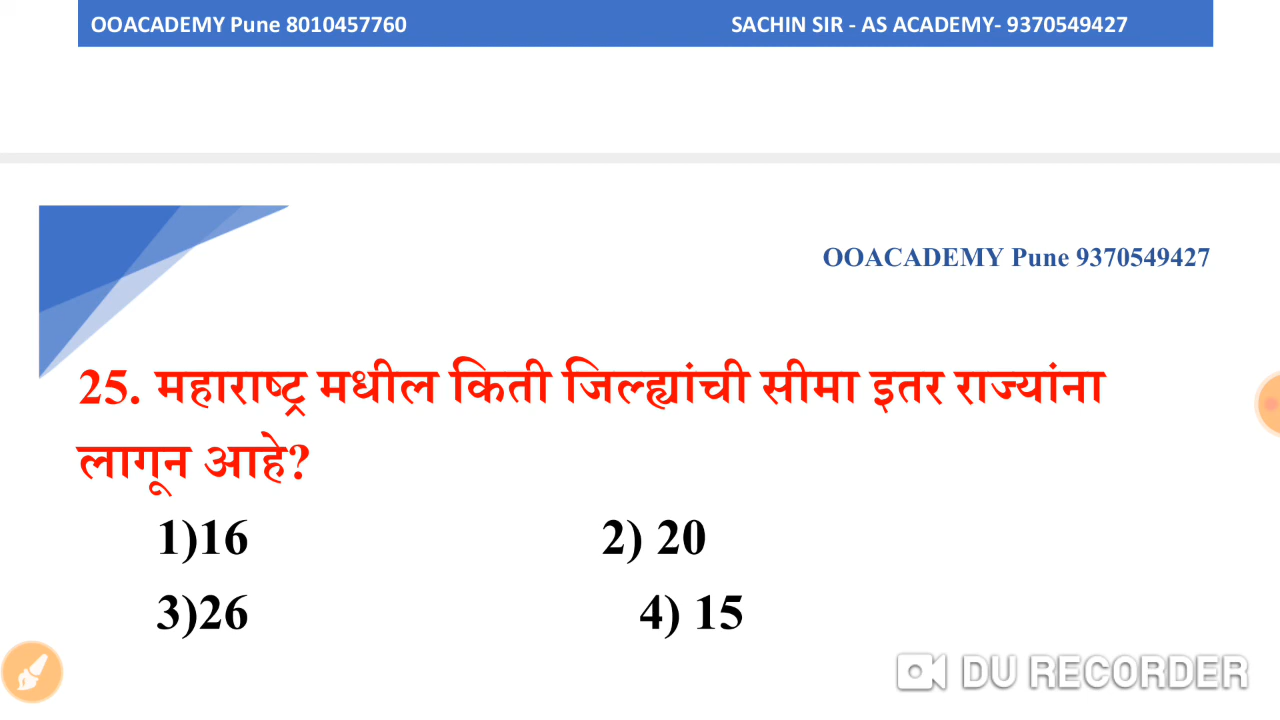 OOACADEMY Pune 8010457760 SACHIN SIR - AS ACADEMY- 9370549427
OOACADEMY Pune 9370549427
25. महाराष्ट्र मधील किती जिल्ह्यांची सीमा इतर राज्यांना
लागून आहे?
1)16 2) 20
3)26 4) 15
DU RECORDER